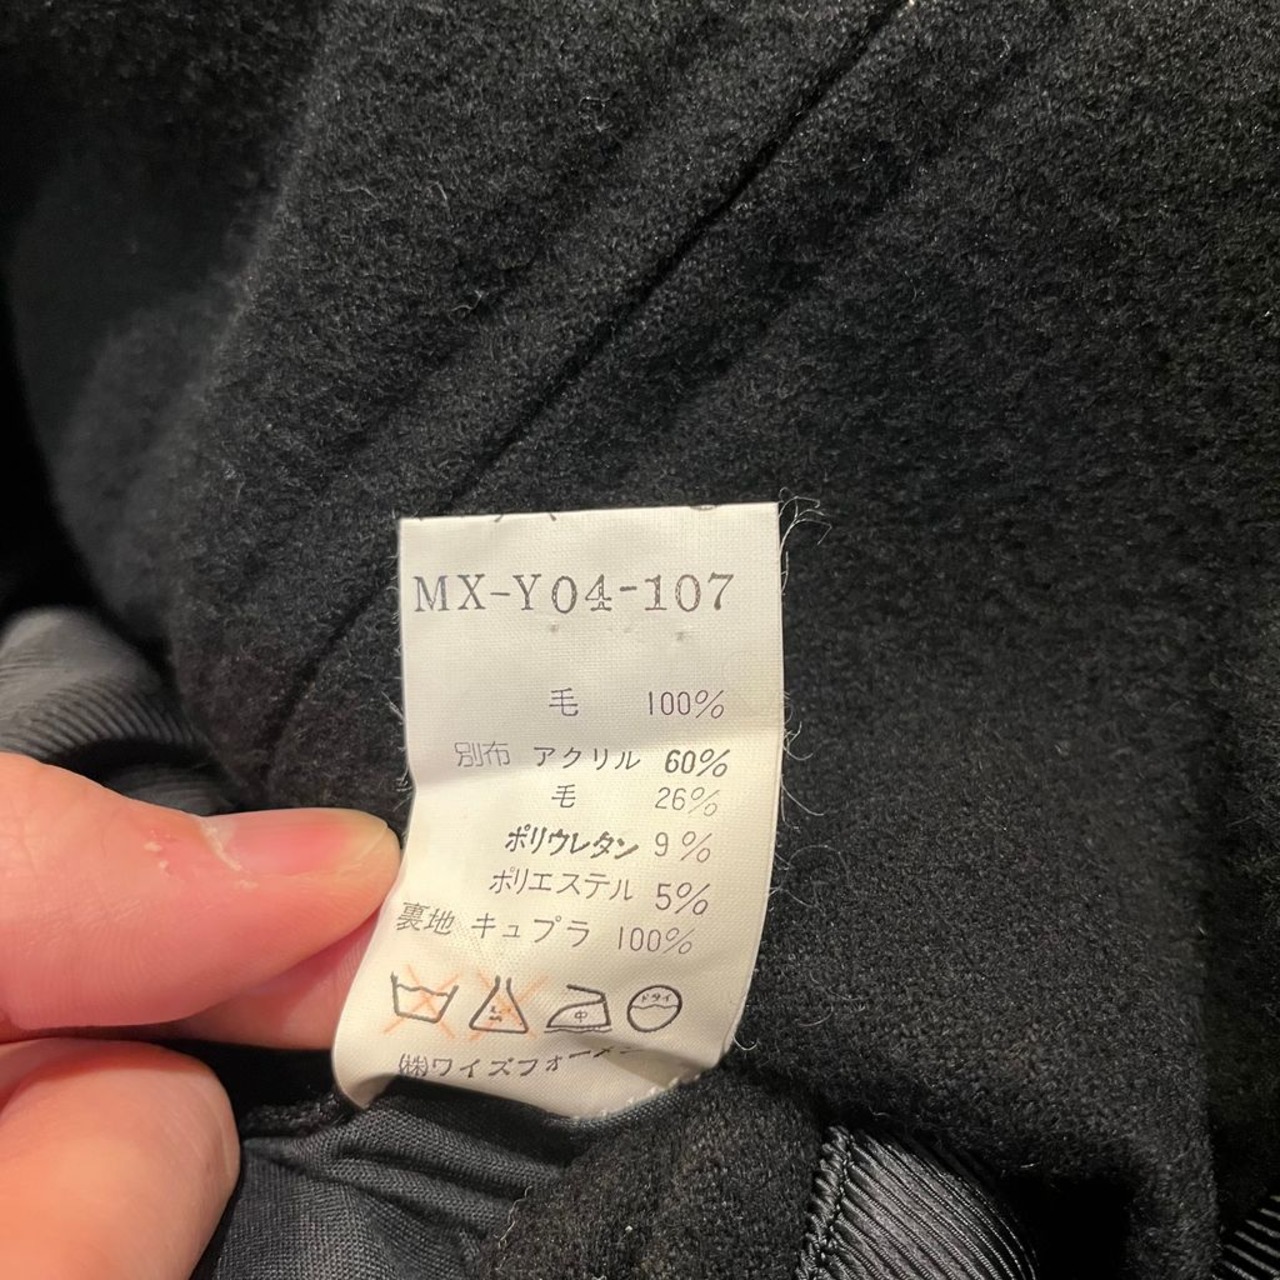 MX-Y04-107
毛 100%
別布 アクリル 60%
毛 26%
ポリウレタン 9%
ポリエステル 5%
裏地 キュプラ 100%
中 ドライ
(株)ワイズフォー